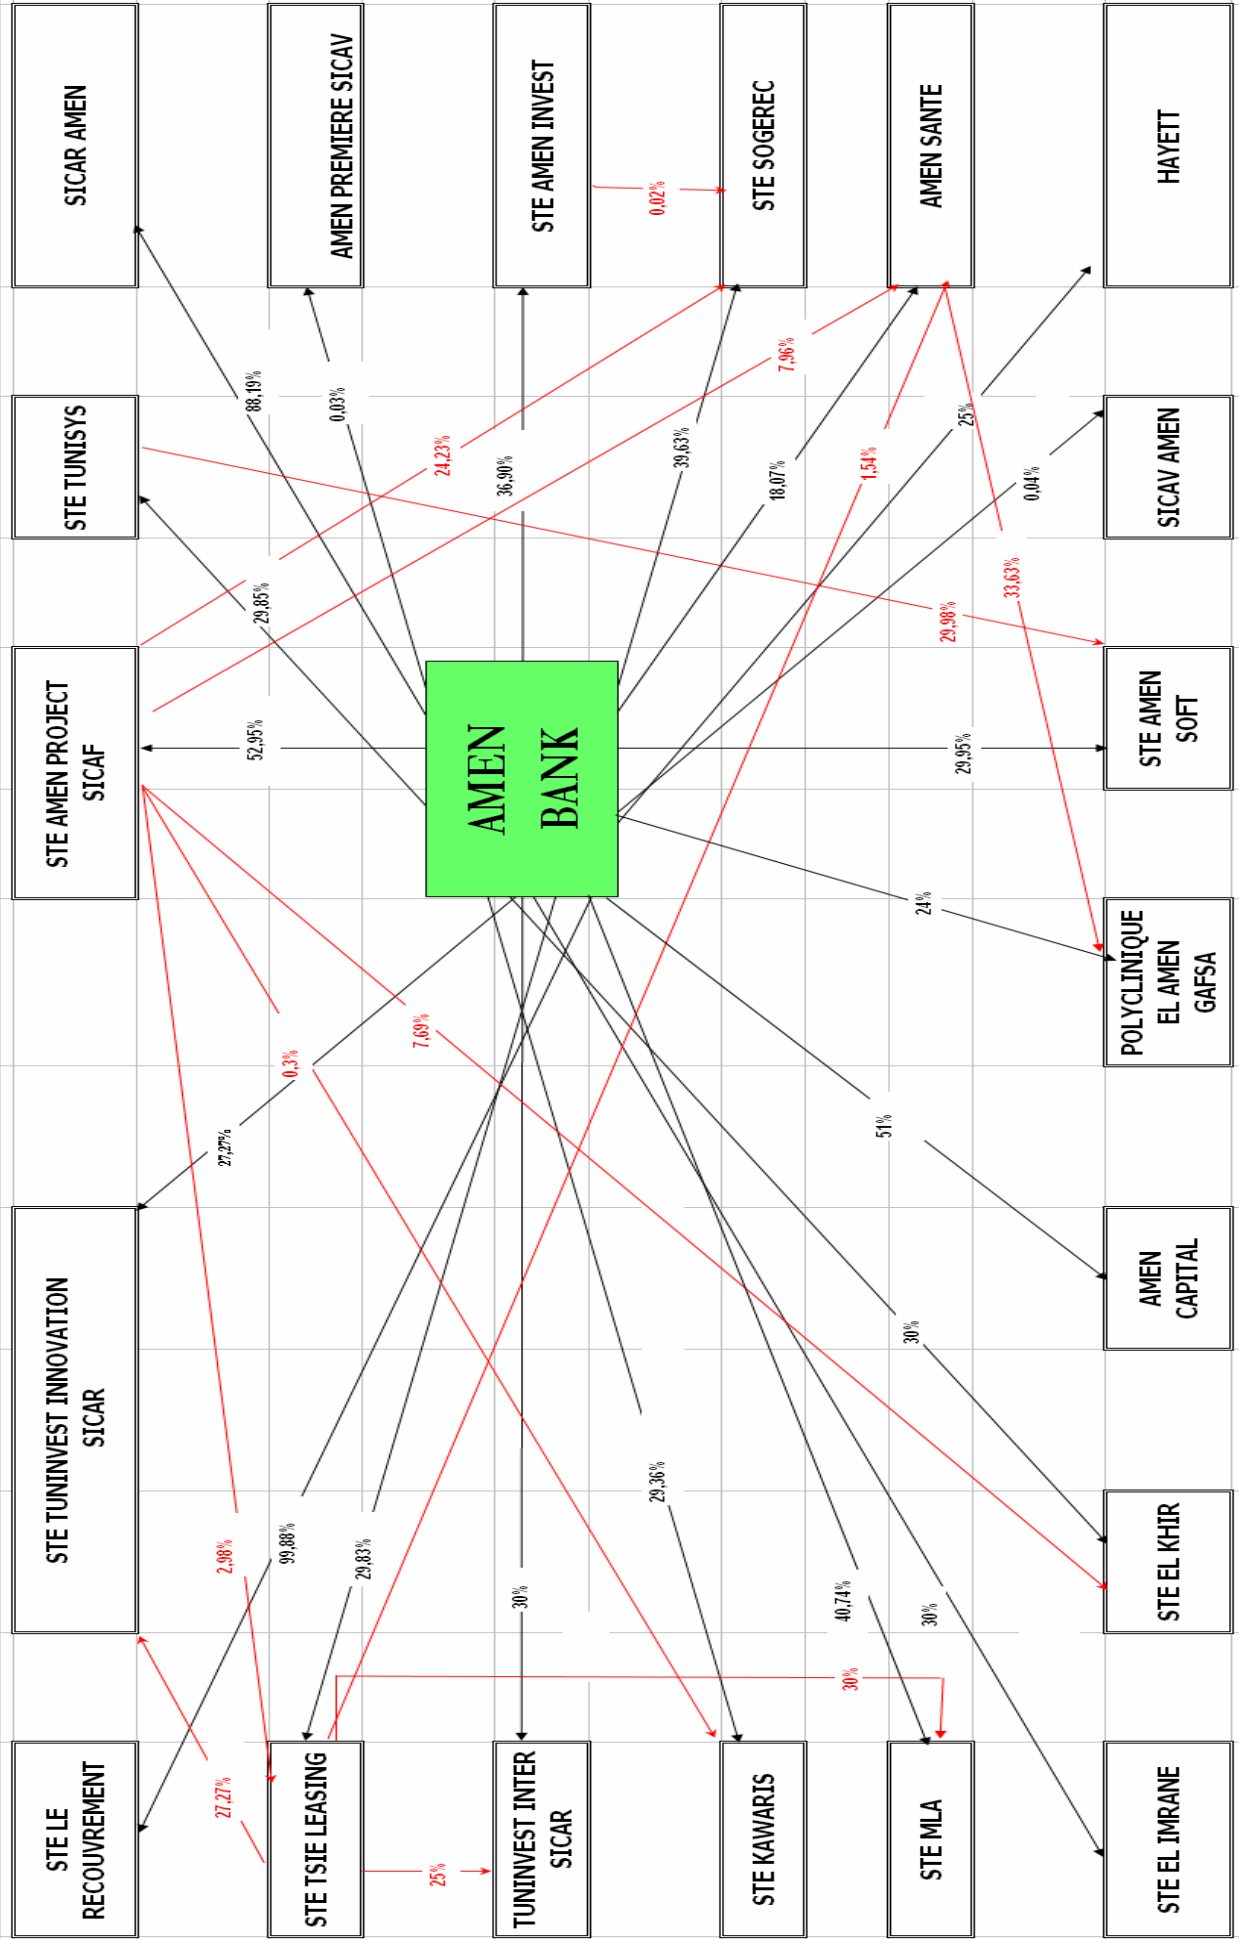 STE LE
RECOUVREMENT
STE TUNINVEST INNOVATION
SICAR
STE AMEN PROJECT
SICAF
STE TUNISYS
SICAR AMEN
27,27%
2,98%
27,27%
52,95%
29,85%
88,19%
99,88%
0,3%
STE TSIE LEASING
29,83%
0,03%
AMEN PREMIERE SICAV
25%
7,69%
24,23%
TUNINVEST INTER
SICAR
30%
AMEN
BANK
36,90%
STE AMEN INVEST
29,36%
39,63%
0,02%
STE KAWARIS
STE SOGEREC
7,96%
18,07%
30%
40,74%
51%
1,54%
STE MLA
30%
30%
24%
AMEN SANTE
29,95%
29,98%
25%
33,63%
0,04%
STE EL IMRANE
STE EL KHIR
AMEN
CAPITAL
POLYCLINIQUE
EL AMEN
GAFSA
STE AMEN
SOFT
SICAV AMEN
HAYETT